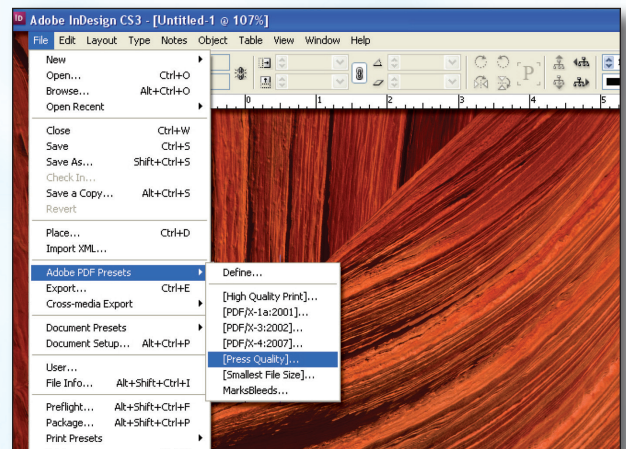 Adobe InDesign CS3 - [Untitled-1 @ 107%]
File Edit Layout Type Notes Object Table View Window Help
New
Open... Ctrl+O
Browse... Alt+Ctrl+O
Open Recent
Close Ctrl+W
Save Ctrl+S
Save As... Shift+Ctrl+S
Check In...
Save a Copy... Alt+Ctrl+S
Revert
Place... Ctrl+D
Import XML...
Adobe PDF Presets
Export... Ctrl+E
Cross-media Export
Document Presets
Document Setup... Alt+Ctrl+P
User...
File Info... Alt+Shift+Ctrl+I
Preflight... Alt+Shift+Ctrl+F
Package... Alt+Shift+Ctrl+P
Print Presets
Define...
[High Quality Print]...
[PDF/X-1a:2001]...
[PDF/X-3:2002]...
[PDF/X-4:2007]...
[Press Quality]...
[Smallest File Size]...
MarksBleeds...
P
0 1 2 3 4 5